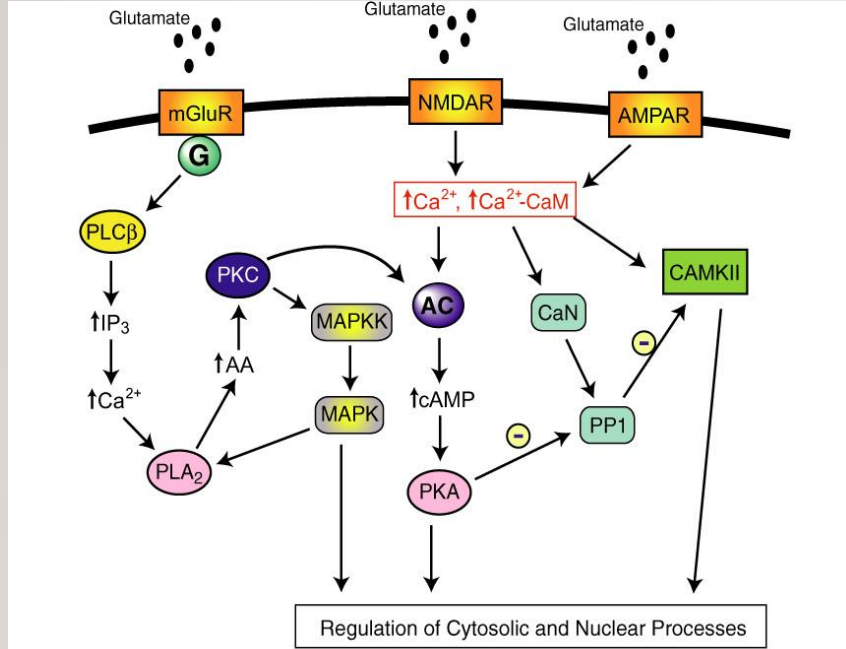 Glutamate
Glutamate
Glutamate
mGluR
NMDAR
AMPAR
G
↑Ca²⁺, ↑Ca²⁺-CaM
PLCβ
PKC
CAMKII
AC
CaN
MAPKK
↑IP₃
↑AA
↑Ca²⁺
↑cAMP
MAPK
PP1
-
-
PLA₂
PKA
Regulation of Cytosolic and Nuclear Processes